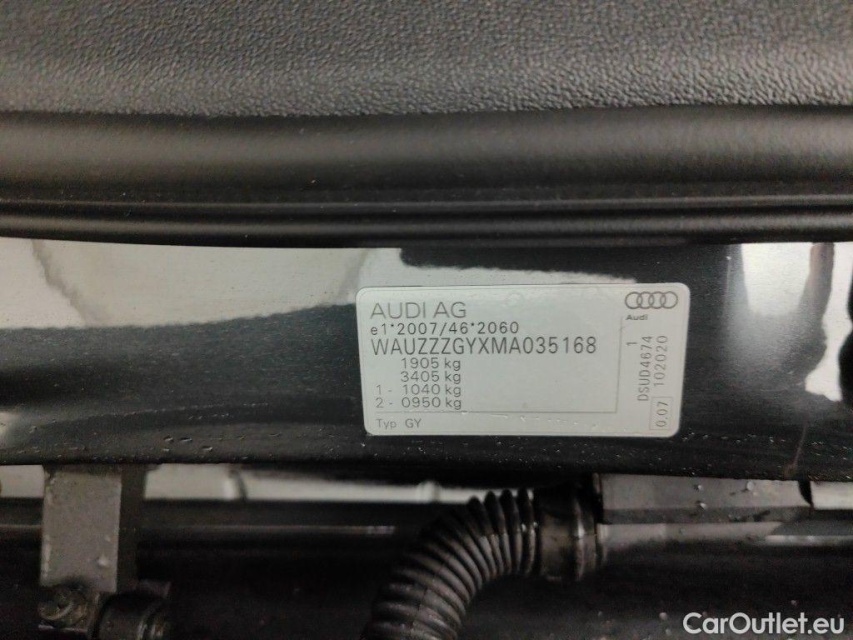 AUDI AG
e1*2007/46*2060
WAUZZZGYXMA035168
1905 kg
3405 kg
1 - 1040 kg
2 - 0950 kg
Typ GY
Audi
1
DSUD4674
102020
0.07
CarOutlet.eu